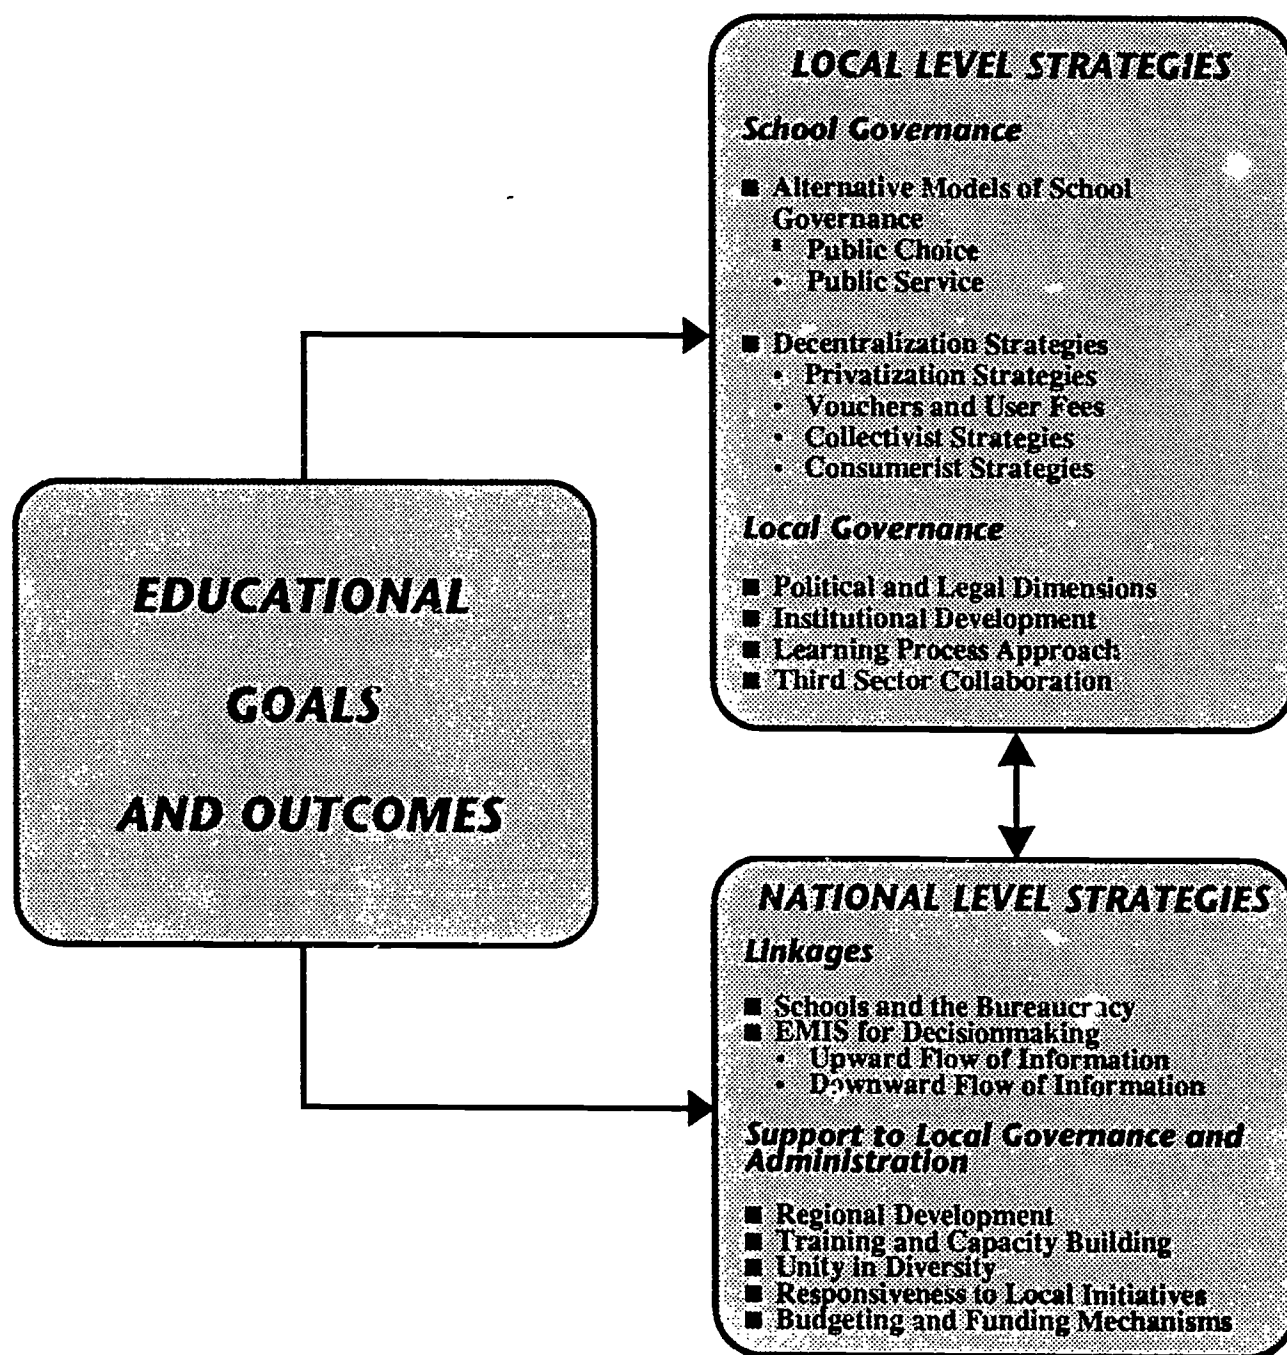 LOCAL LEVEL STRATEGIES
School Governance
■ Alternative Models of School
Governance
▪ Public Choice
• Public Service
■ Decentralization Strategies
• Privatization Strategies
• Vouchers and User Fees
• Collectivist Strategies
• Consumerist Strategies
Local Governance
■ Political and Legal Dimensions
■ Institutional Development
■ Learning Process Approach
■ Third Sector Collaboration
EDUCATIONAL
GOALS
AND OUTCOMES
NATIONAL LEVEL STRATEGIES
Linkages
■ Schools and the Bureaucracy
■ EMIS for Decisionmaking
• Upward Flow of Information
• Downward Flow of Information
Support to Local Governance and
Administration
■ Regional Development
■ Training and Capacity Building
■ Unity in Diversity
■ Responsiveness to Local Initiatives
■ Budgeting and Funding Mechanisms